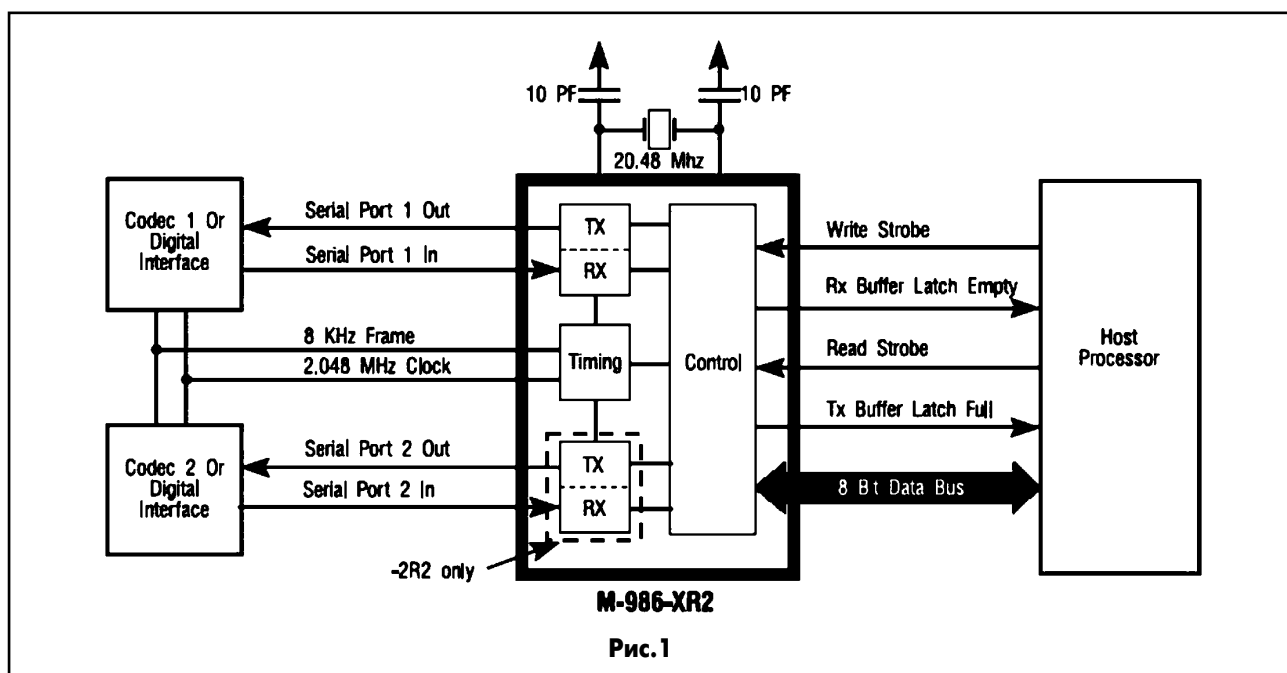 10 PF
10 PF
20.48 Mhz
Codec 1 Or
Digital
Interface
Serial Port 1 Out
Serial Port 1 In
8 KHz Frame
2.048 MHz Clock
Codec 2 Or
Digital
Interface
Serial Port 2 Out
Serial Port 2 In
-2R2 only
TX
RX
Timing
TX
RX
Control
Write Strobe
Rx Buffer Latch Empty
Read Strobe
Tx Buffer Latch Full
8 B t Data Bus
Host
Processor
M-986-XR2
Рис.1